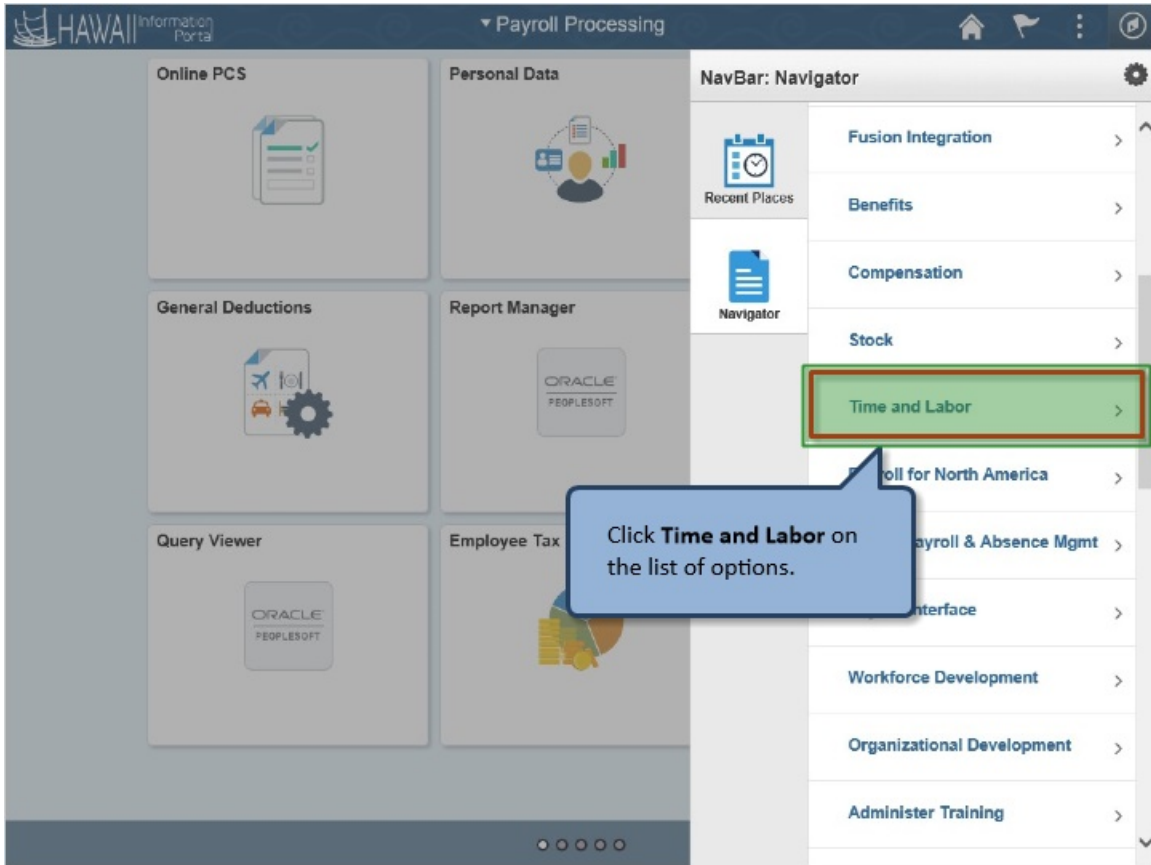 HAWAII Information Portal
Payroll Processing
Online PCS
Personal Data
General Deductions
Report Manager
ORACLE
PEOPLESOFT
Query Viewer
Employee Tax
ORACLE
PEOPLESOFT
NavBar: Navigator
Recent Places
Navigator
Fusion Integration
Benefits
Compensation
Stock
Time and Labor
roll for North America
ayroll & Absence Mgmt
nterface
Workforce Development
Organizational Development
Administer Training
Click Time and Labor on
the list of options.